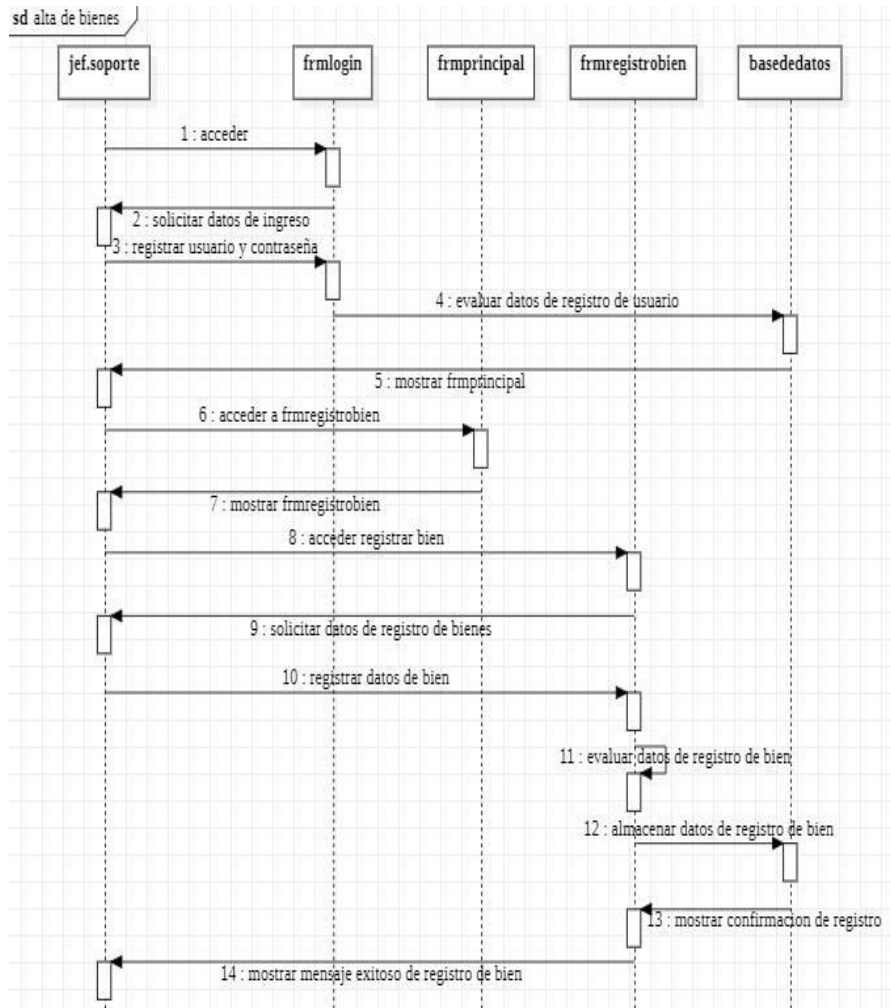 sd alta de bienes
jef.soporte
frmlogin
frmprincipal
frmregistrobien
basededatos
1 : acceder
2 : solicitar datos de ingreso
3 : registrar usuario y contraseña
4 : evaluar datos de registro de usuario
5 : mostrar frmprincipal
6 : acceder a frmregistrobien
7 : mostrar frmregistrobien
8 : acceder registrar bien
9 : solicitar datos de registro de bienes
10 : registrar datos de bien
11 : evaluar datos de registro de bien
12 : almacenar datos de registro de bien
13 : mostrar confirmacion de registro
14 : mostrar mensaje exitoso de registro de bien